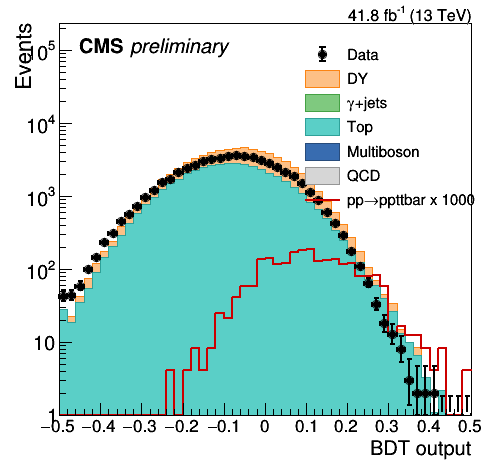 41.8 fb⁻¹ (13 TeV)
Events
CMS preliminary
Data
DY
γ+jets
Top
Multiboson
QCD
pp→ppttbar x 1000
10⁵
10⁴
10³
10²
10
1
−0.5 −0.4 −0.3 −0.2 −0.1 0 0.1 0.2 0.3 0.4 0.5
BDT output